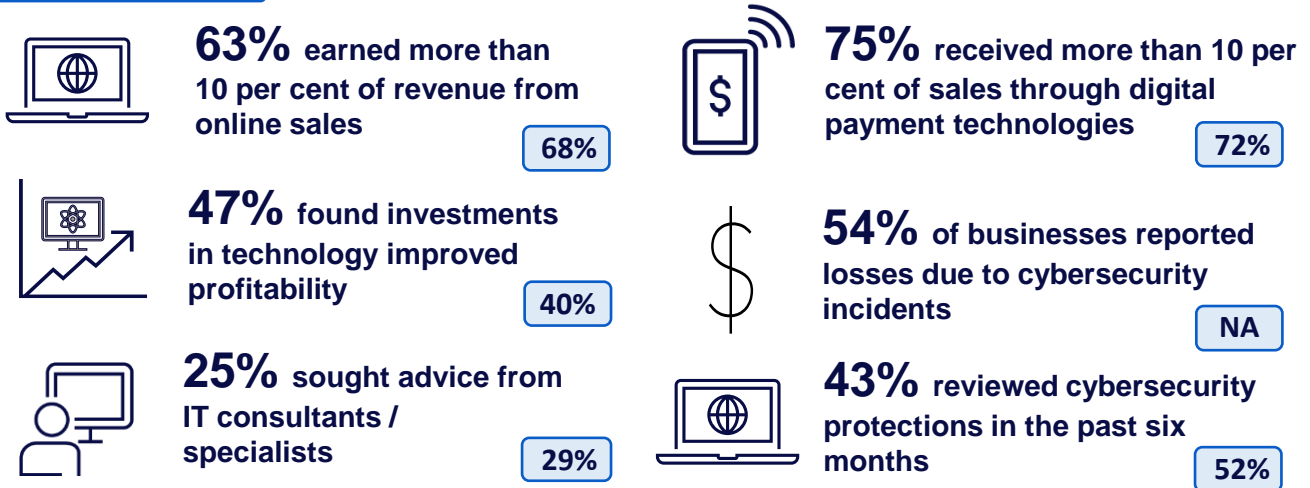 63% earned more than
10 per cent of revenue from
online sales
68%
75% received more than 10 per
cent of sales through digital
payment technologies
72%
47% found investments
in technology improved
profitability
40%
54% of businesses reported
losses due to cybersecurity
incidents
NA
25% sought advice from
IT consultants /
specialists
29%
43% reviewed cybersecurity
protections in the past six
months
52%
$
$